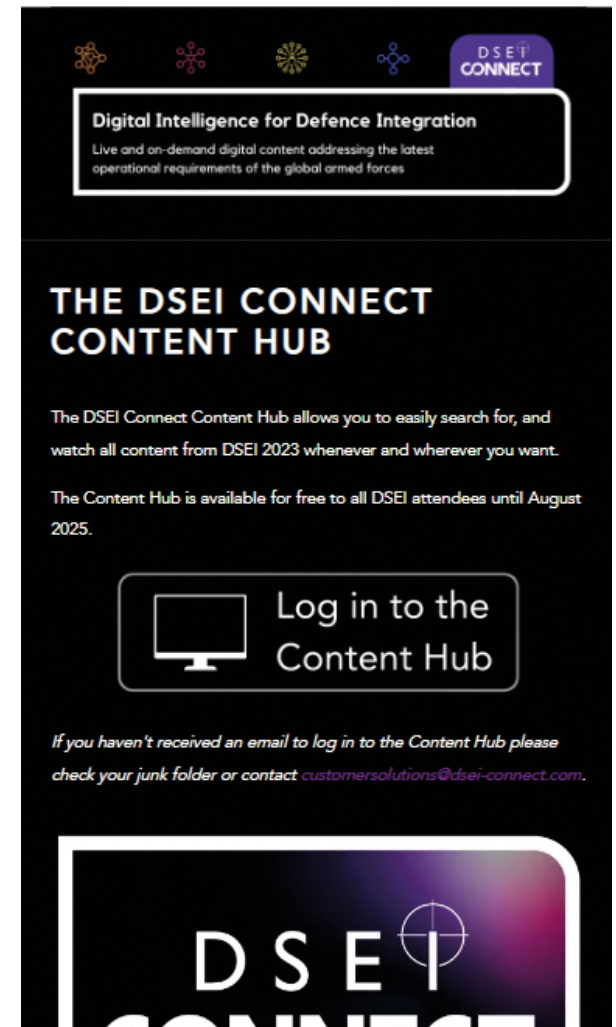 DSEI
CONNECT
Digital Intelligence for Defence Integration
Live and on-demand digital content addressing the latest
operational requirements of the global armed forces
THE DSEI CONNECT
CONTENT HUB
The DSEI Connect Content Hub allows you to easily search for, and
watch all content from DSEI 2023 whenever and wherever you want.
The Content Hub is available for free to all DSEI attendees until August
2025.
Log in to the
Content Hub
If you haven't received an email to log in to the Content Hub please
check your junk folder or contact customersolutions@dsei-connect.com.
DSEI
CONNECT